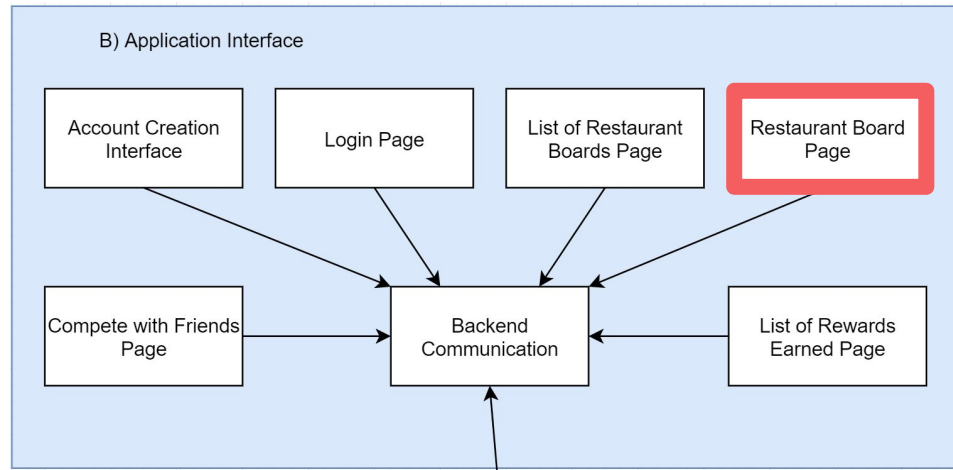 B) Application Interface
Account Creation
Interface
Login Page
List of Restaurant
Boards Page
Restaurant Board
Page
Compete with Friends
Page
Backend
Communication
List of Rewards
Earned Page